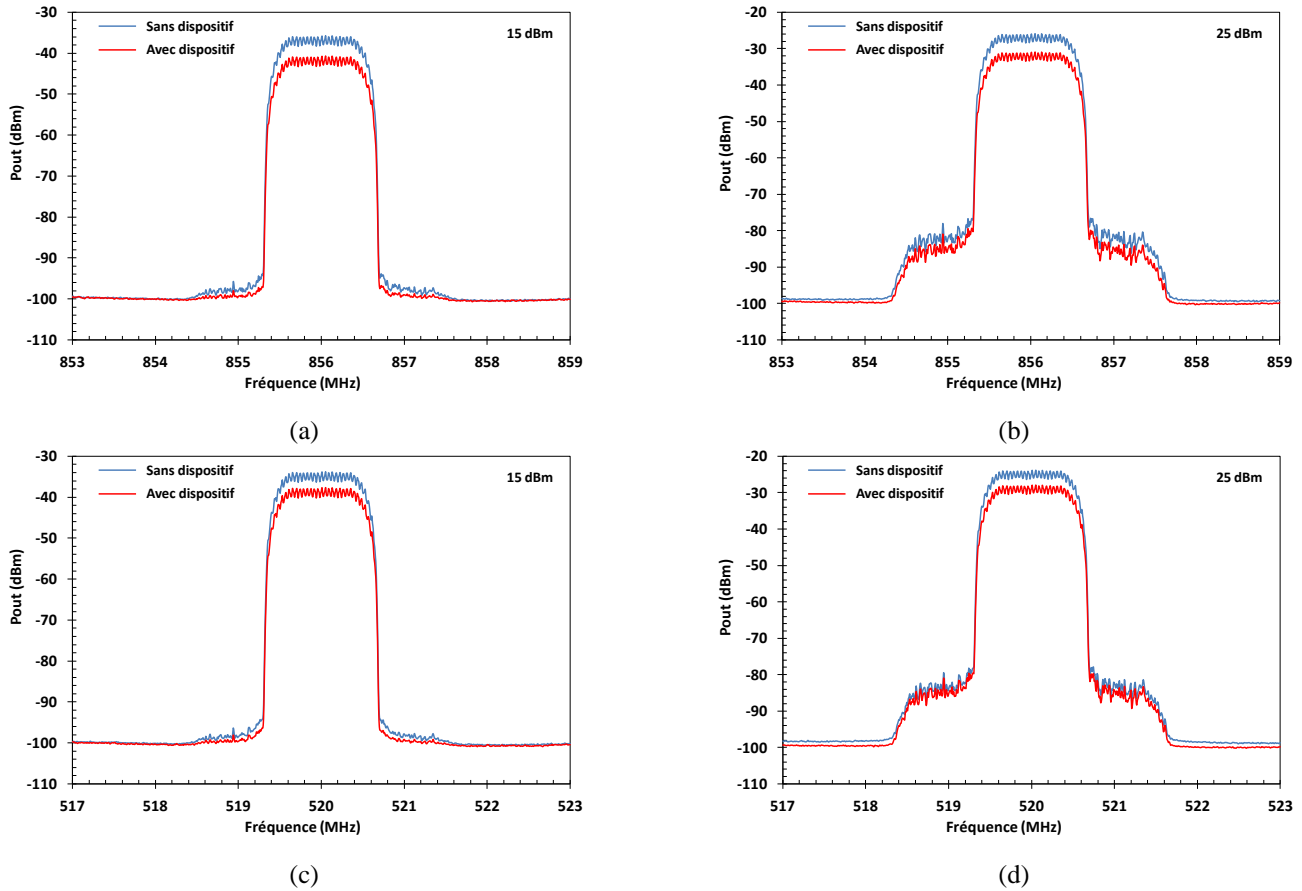 -30
-40
-50
-60
-70
-80
-90
-100
-110
Pout (dBm)
Sans dispositif
Avec dispositif
15 dBm
853 854 855 856 857 858 859
Fréquence (MHz)
(a)
-20
-30
-40
-50
-60
-70
-80
-90
-100
-110
Pout (dBm)
Sans dispositif
Avec dispositif
25 dBm
853 854 855 856 857 858 859
Fréquence (MHz)
(b)
-30
-40
-50
-60
-70
-80
-90
-100
-110
Pout (dBm)
Sans dispositif
Avec dispositif
15 dBm
517 518 519 520 521 522 523
Fréquence (MHz)
(c)
-20
-30
-40
-50
-60
-70
-80
-90
-100
-110
Pout (dBm)
Sans dispositif
Avec dispositif
25 dBm
517 518 519 520 521 522 523
Fréquence (MHz)
(d)